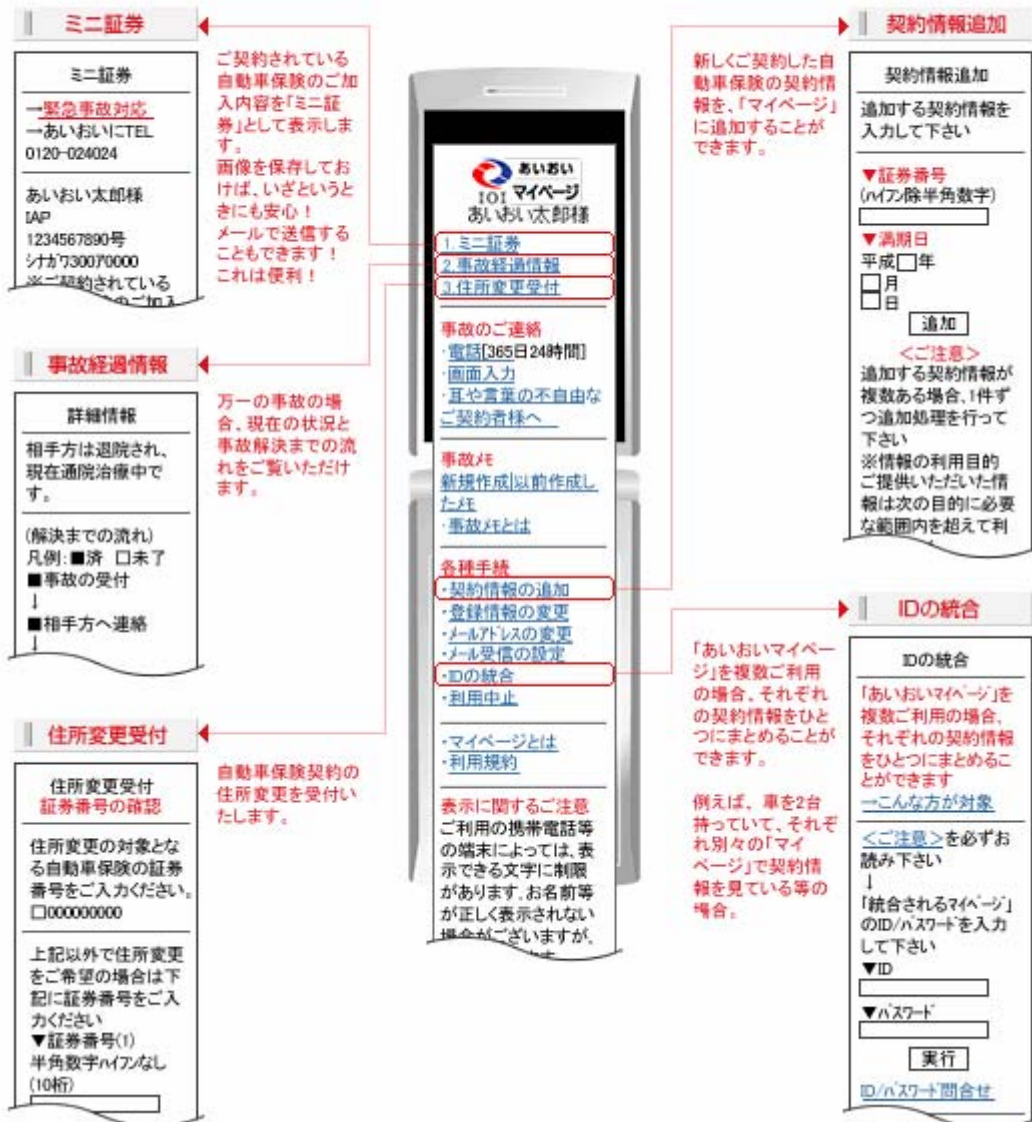 ミニ証券
ミニ証券
→緊急事故対応
→あいおいにTEL
0120-024024
あいおい太郎様
IAP
1234567890号
シナガワ300ア0000
※ご契約されている
ご契約されている
自動車保険のご加
入内容を「ミニ証
券」として表示しま
す。
画像を保存してお
けば、いざというと
きにも安心！
メールで送信する
こともできます！
これは便利！
事故経過情報
詳細情報
相手方は退院され、
現在通院治療中で
す。
(解決までの流れ)
凡例:■済 □未了
■事故の受付
↓
■相手方へ連絡
↓
万一の事故の場
合、現在の状況と
事故解決までの流
れをご覧いただけ
ます。
住所変更受付
住所変更受付
証券番号の確認
住所変更の対象とな
る自動車保険の証券
番号をご入力ください。
□000000000
上記以外で住所変更
をご希望の場合は下
記に証券番号をご入
力ください
▼証券番号(1)
半角数字ハイフンなし
(10桁)
自動車保険契約の
住所変更を受付い
たします。
あいおい
IOI マイページ
あいおい太郎様
1.ミニ証券
2.事故経過情報
3.住所変更受付
事故のご連絡
・電話[365日24時間]
・画面入力
・耳や言葉の不自由な
ご契約者様へ
事故メモ
新規作成|以前作成し
たメモ
・事故メモとは
各種手続
・契約情報の追加
・登録情報の変更
・メールアドレスの変更
・メール受信の設定
・IDの統合
・利用中止
・マイページとは
・利用規約
表示に関するご注意
ご利用の携帯電話等
の端末によっては、表
示できる文字に制限
があります。お名前等
が正しく表示されない
場合がございますが、
新しくご契約した自
動車保険の契約情
報を、「マイページ」
に追加することが
できます。
契約情報追加
契約情報追加
追加する契約情報を
入力して下さい
▼証券番号
(ハイフン除半角数字)
▼満期日
平成□年
□月
□日
追加
＜ご注意＞
追加する契約情報が
複数ある場合、1件ず
つ追加処理を行って
下さい
※情報の利用目的
ご提供いただいた情
報は次の目的に必要
な範囲内を超えて利
「あいおいマイペー
ジ」を複数ご利用
の場合、それぞれ
の契約情報をひと
つにまとめることが
できます。
例えば、車を2台
持っていて、それぞ
れ別々の「マイ
ページ」で契約情
報を見ている等の
場合。
IDの統合
IDの統合
「あいおいマイページ」を
複数ご利用の場合、
それぞれの契約情報
をひとつにまとめるこ
とができます
→こんな方が対象
＜ご注意＞を必ずお
読み下さい
↓
「統合されるマイページ」
のID/パスワードを入力
して下さい
▼ID
▼パスワード
実行
ID/パスワード問合せ